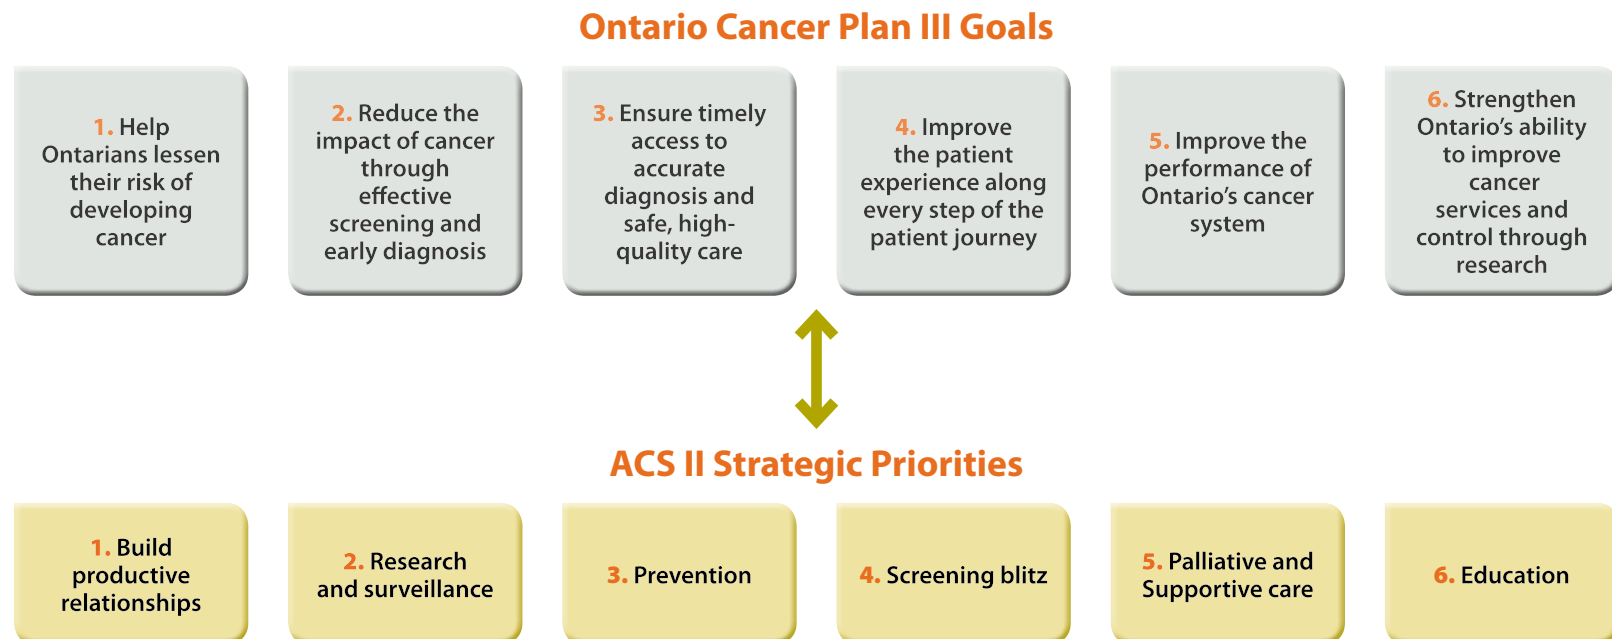 Ontario Cancer Plan III Goals
1. Help
Ontarians lessen
their risk of
developing
cancer
2. Reduce the
impact of cancer
through
effective
screening and
early diagnosis
3. Ensure timely
access to
accurate
diagnosis and
safe, high-
quality care
4. Improve
the patient
experience along
every step of the
patient journey
5. Improve the
performance of
Ontario’s cancer
system
6. Strengthen
Ontario’s ability
to improve
cancer
services and
control through
research
ACS II Strategic Priorities
1. Build
productive
relationships
2. Research
and surveillance
3. Prevention
4. Screening blitz
5. Palliative and
Supportive care
6. Education